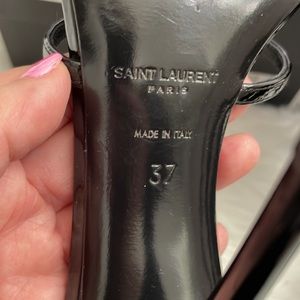 SAINT LAURENT
PARIS
MADE IN ITALY
37